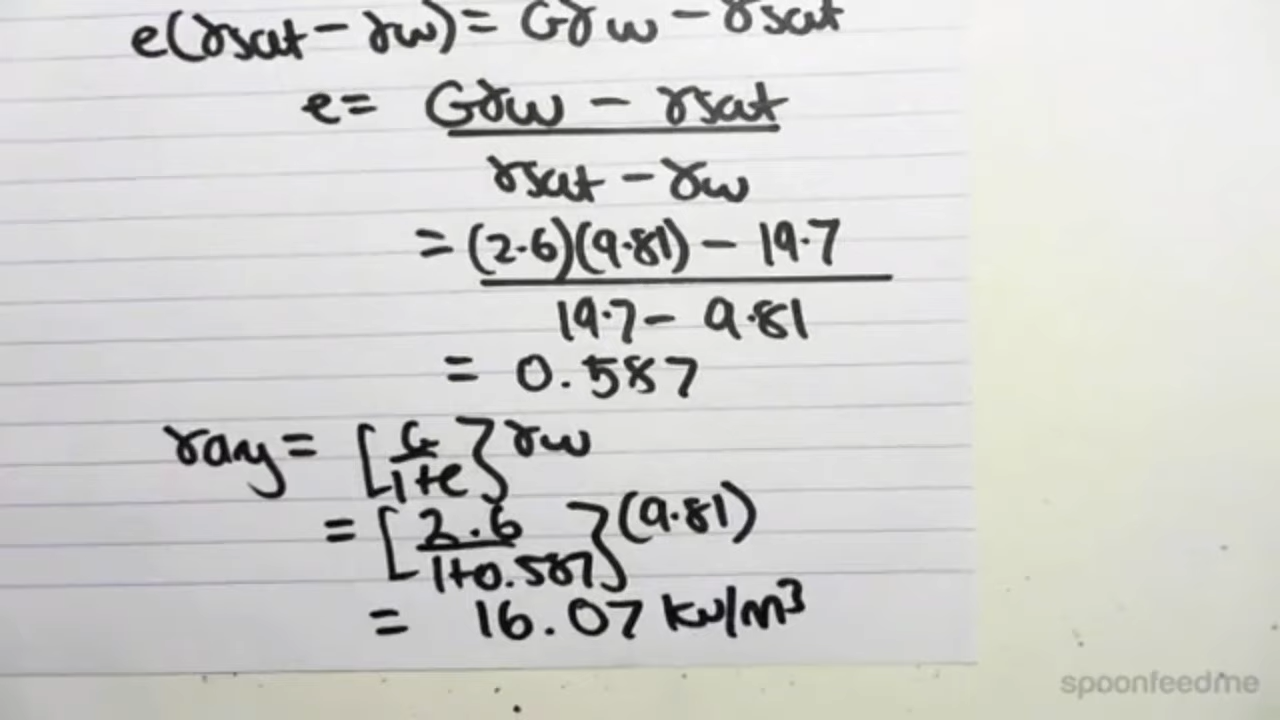 e(γsat - γw) = Gγw - γsat
e = Gγw - γsat
γsat - γw
= (2.6)(9.81) - 19.7
19.7 - 9.81
= 0.587
γdry = [G
1+e] γw
= [2.6
1+0.587] (9.81)
= 16.07 kN/m³
spoonfeedme